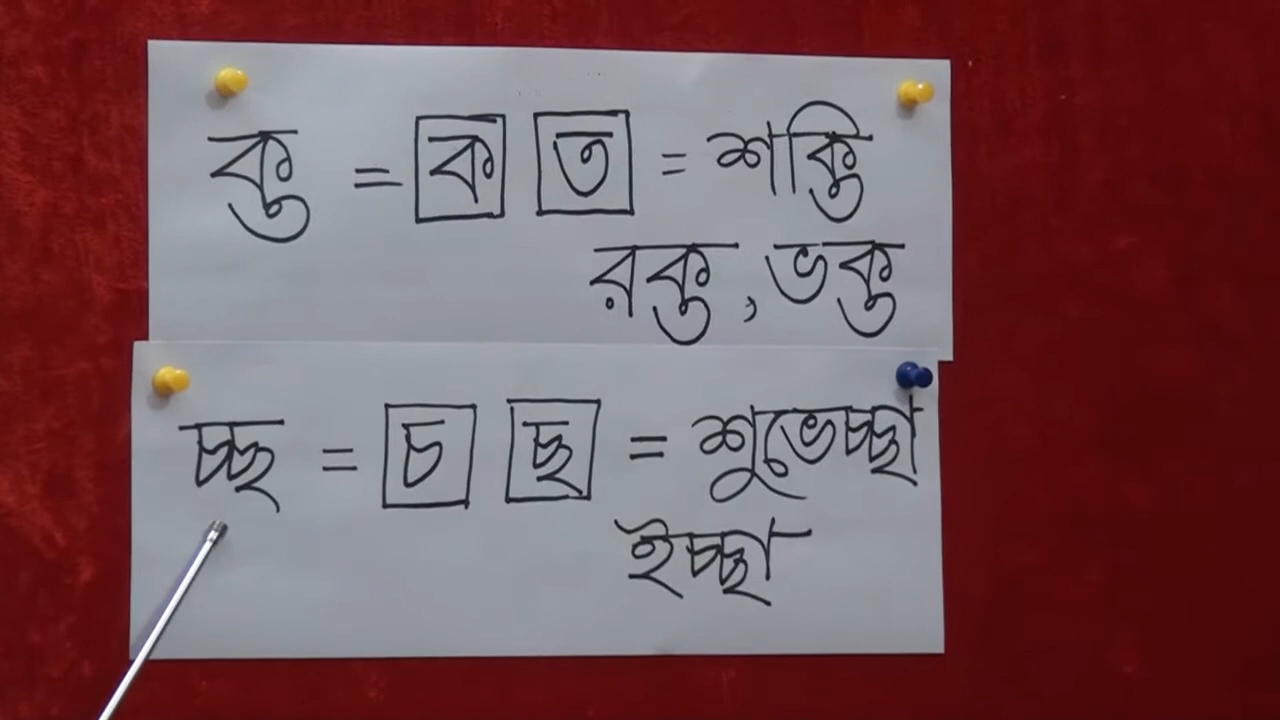 ক্ত = ক ত = শক্তি
রক্ত , ভক্ত
চ্ছ = চ ছ = শুভেচ্ছা
ইচ্ছা